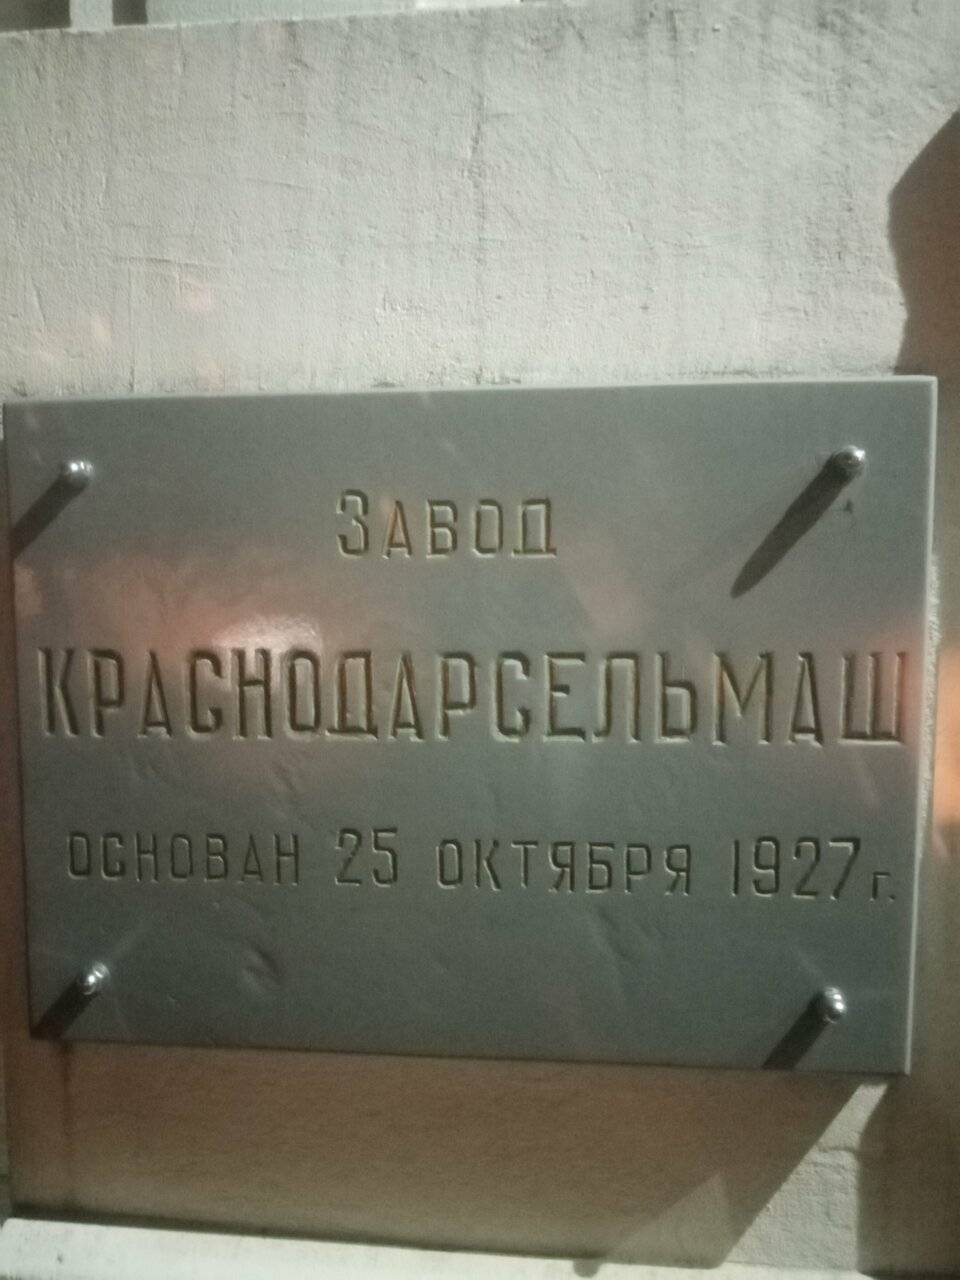 Завод
КРАСНОДАРСЕЛЬМАШ
ОСНОВАН 25 ОКТЯБРЯ 1927 г.